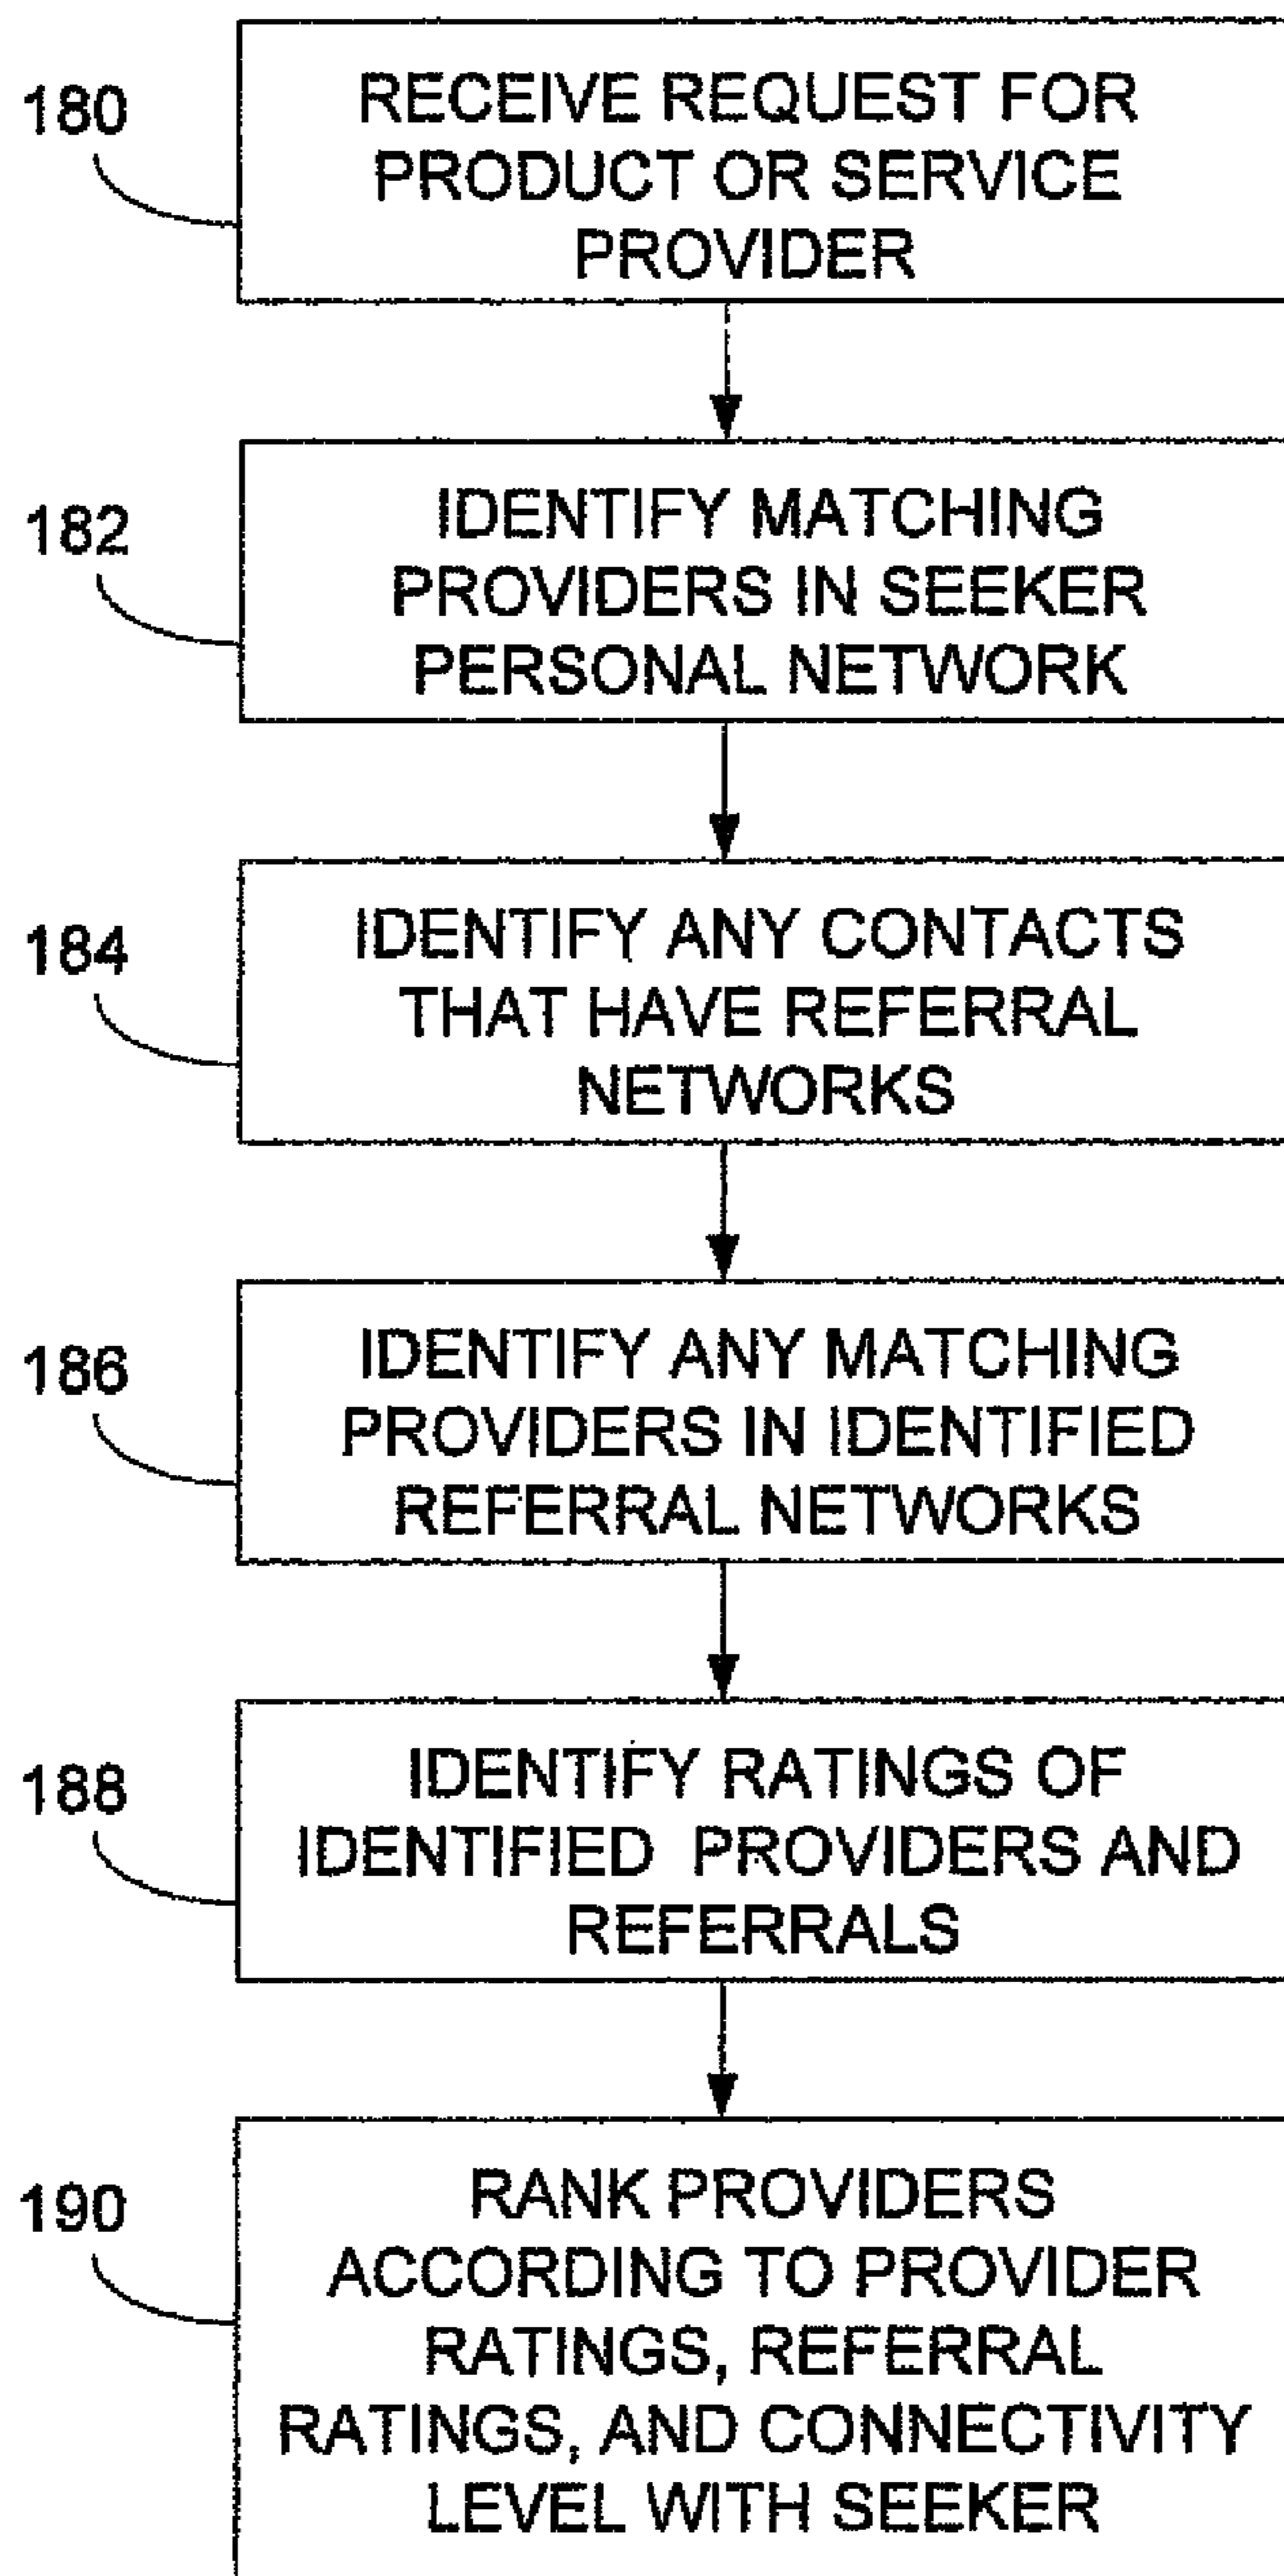 180
RECEIVE REQUEST FOR
PRODUCT OR SERVICE
PROVIDER
182
IDENTIFY MATCHING
PROVIDERS IN SEEKER
PERSONAL NETWORK
184
IDENTIFY ANY CONTACTS
THAT HAVE REFERRAL
NETWORKS
186
IDENTIFY ANY MATCHING
PROVIDERS IN IDENTIFIED
REFERRAL NETWORKS
188
IDENTIFY RATINGS OF
IDENTIFIED PROVIDERS AND
REFERRALS
190
RANK PROVIDERS
ACCORDING TO PROVIDER
RATINGS, REFERRAL
RATINGS, AND CONNECTIVITY
LEVEL WITH SEEKER